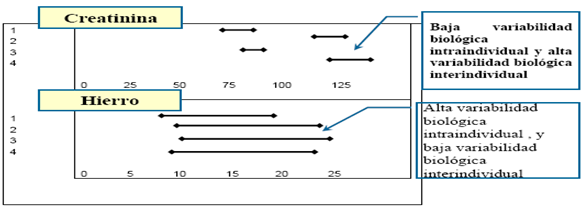 Creatinina
1
2
3
4
0 25 50 75 100 125
Baja variabilidad
biológica
intraindividual y alta
variabilidad biológica
interindividual
Hierro
1
2
3
4
0 5 10 15 20 25
Alta variabilidad
biológica
intraindividual , y
baja variabilidad
biológica
interindividual